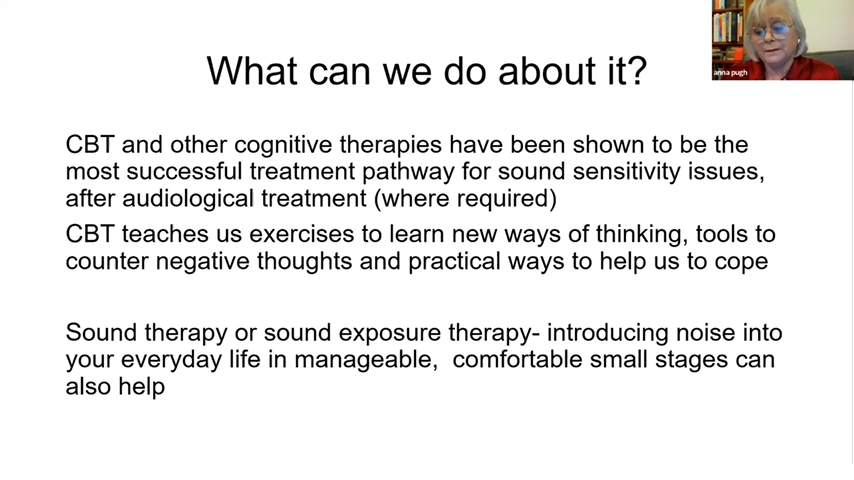 What can we do about it?
anna pugh
CBT and other cognitive therapies have been shown to be the
most successful treatment pathway for sound sensitivity issues,
after audiological treatment (where required)
CBT teaches us exercises to learn new ways of thinking, tools to
counter negative thoughts and practical ways to help us to cope
Sound therapy or sound exposure therapy- introducing noise into
your everyday life in manageable,  comfortable small stages can
also help